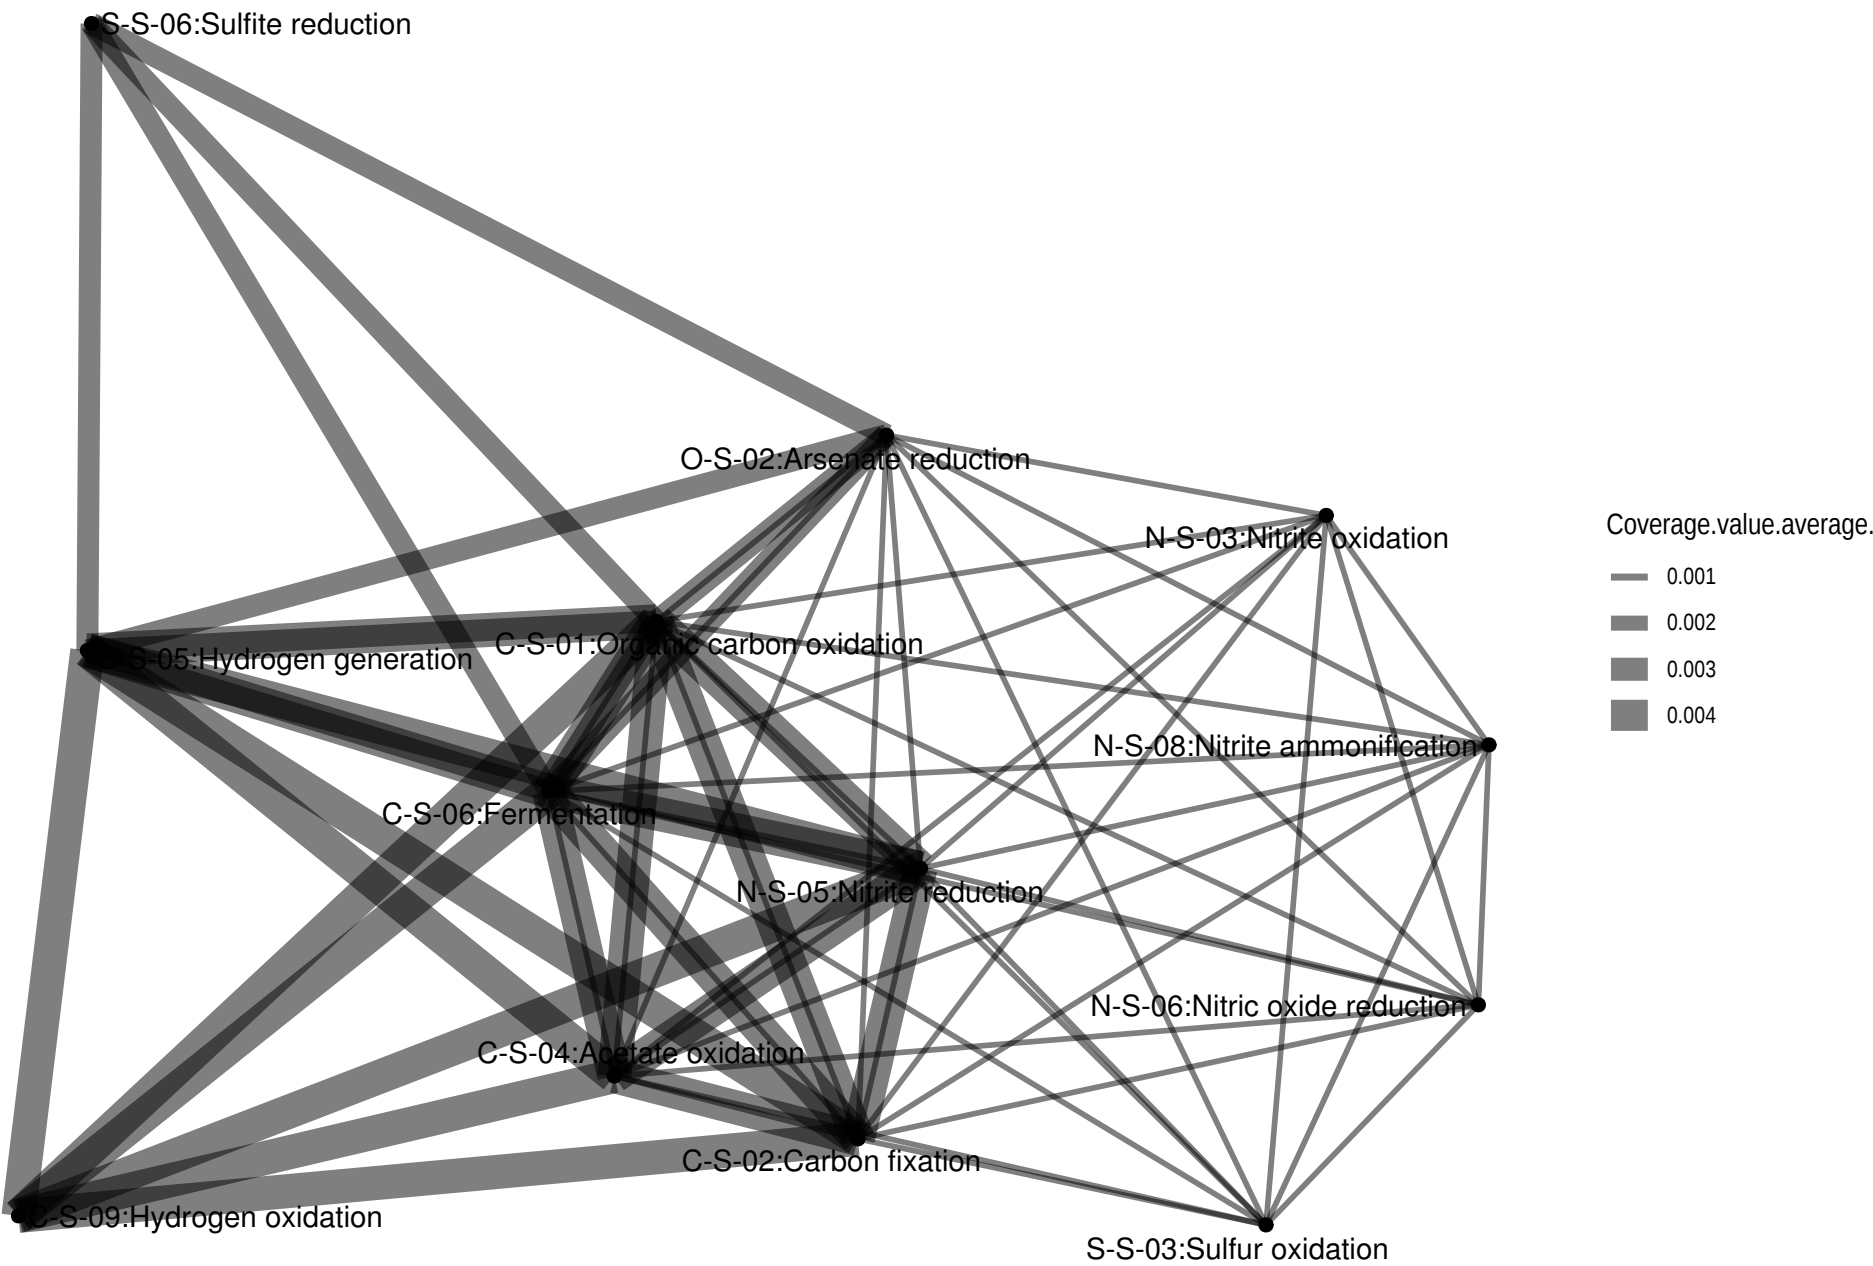 S-S-06:Sulfite reduction
O-S-02:Arsenate reduction
Coverage.value.average.
N-S-03:Nitrite oxidation
0.001
0.002
C-S-01:Organic carbon oxidation
S-05:Hydrogen generation
0.003
0.004
N-S-08:Nitrite ammonification
C-S-06:Fermentation
N-S-05:Nitrite reduction
N-S-06:Nitric oxide reduction
C-S-04:Acetate oxidation
C-S-02:Carbon fixation
C-S-09:Hydrogen oxidation
S-S-03:Sulfur oxidation